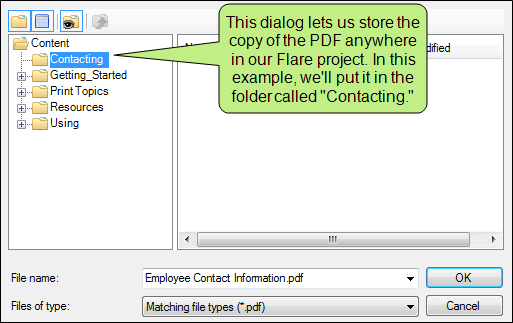 This dialog lets us store the
copy of the PDF anywhere
in our Flare project. In this
example, we'll put it in the
folder called "Contacting."
Content
Contacting
Getting_Started
Print Topics
Resources
Using
File name:
Employee Contact Information.pdf
OK
Files of type:
Matching file types (*.pdf)
Cancel